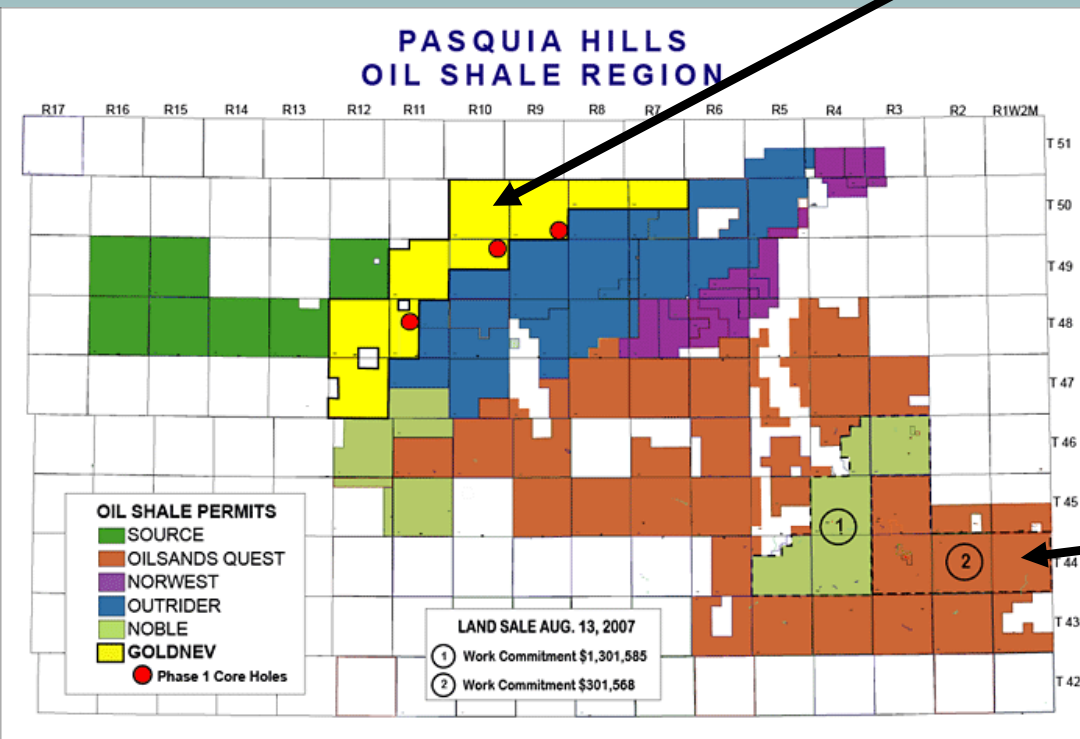 PASQUIA HILLS
OIL SHALE REGION
R17 R16 R15 R14 R13 R12 R11 R10 R9 R8 R7 R6 R5 R4 R3 R2 R1W2M
T 51
T 50
T 49
T 48
T 47
T 46
T 45
1
T 44
2
T 43
T 42
OIL SHALE PERMITS
SOURCE
OILSANDS QUEST
NORWEST
OUTRIDER
NOBLE
GOLDNEV
Phase 1 Core Holes
LAND SALE AUG. 13, 2007
1 Work Commitment $1,301,585
2 Work Commitment $301,568